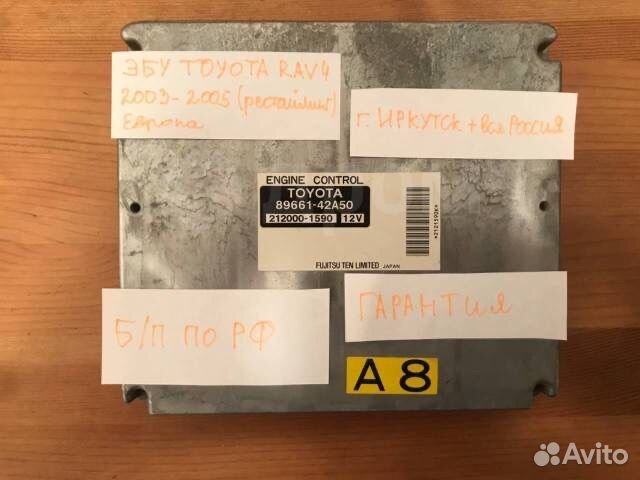 ЭБУ TOYOTA RAV4
2003-2005 (рестайлинг)
Европа
г. ИРКУТСК + вся РОССИЯ
ENGINE CONTROL
TOYOTA
89661-42A50
212000-1590 12V
FUJITSU TEN LIMITED JAPAN
Б/П ПО РФ
ГАРАНТИЯ
A8
Avito